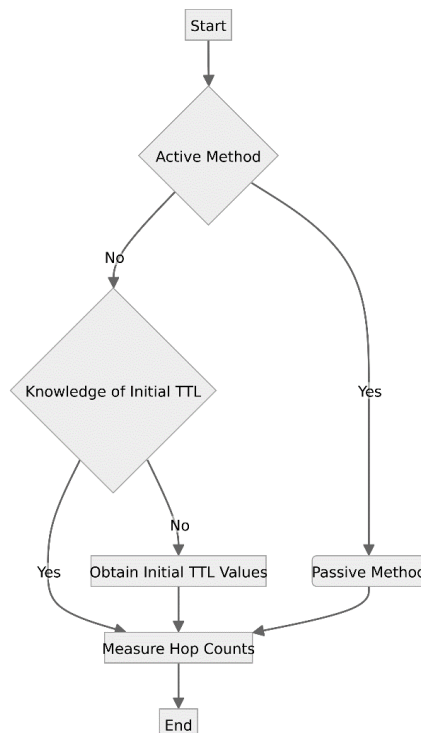 Start
Active Method
No
Knowledge of Initial TTL
Yes
No
Yes
Obtain Initial TTL Values
Passive Method
Measure Hop Counts
End